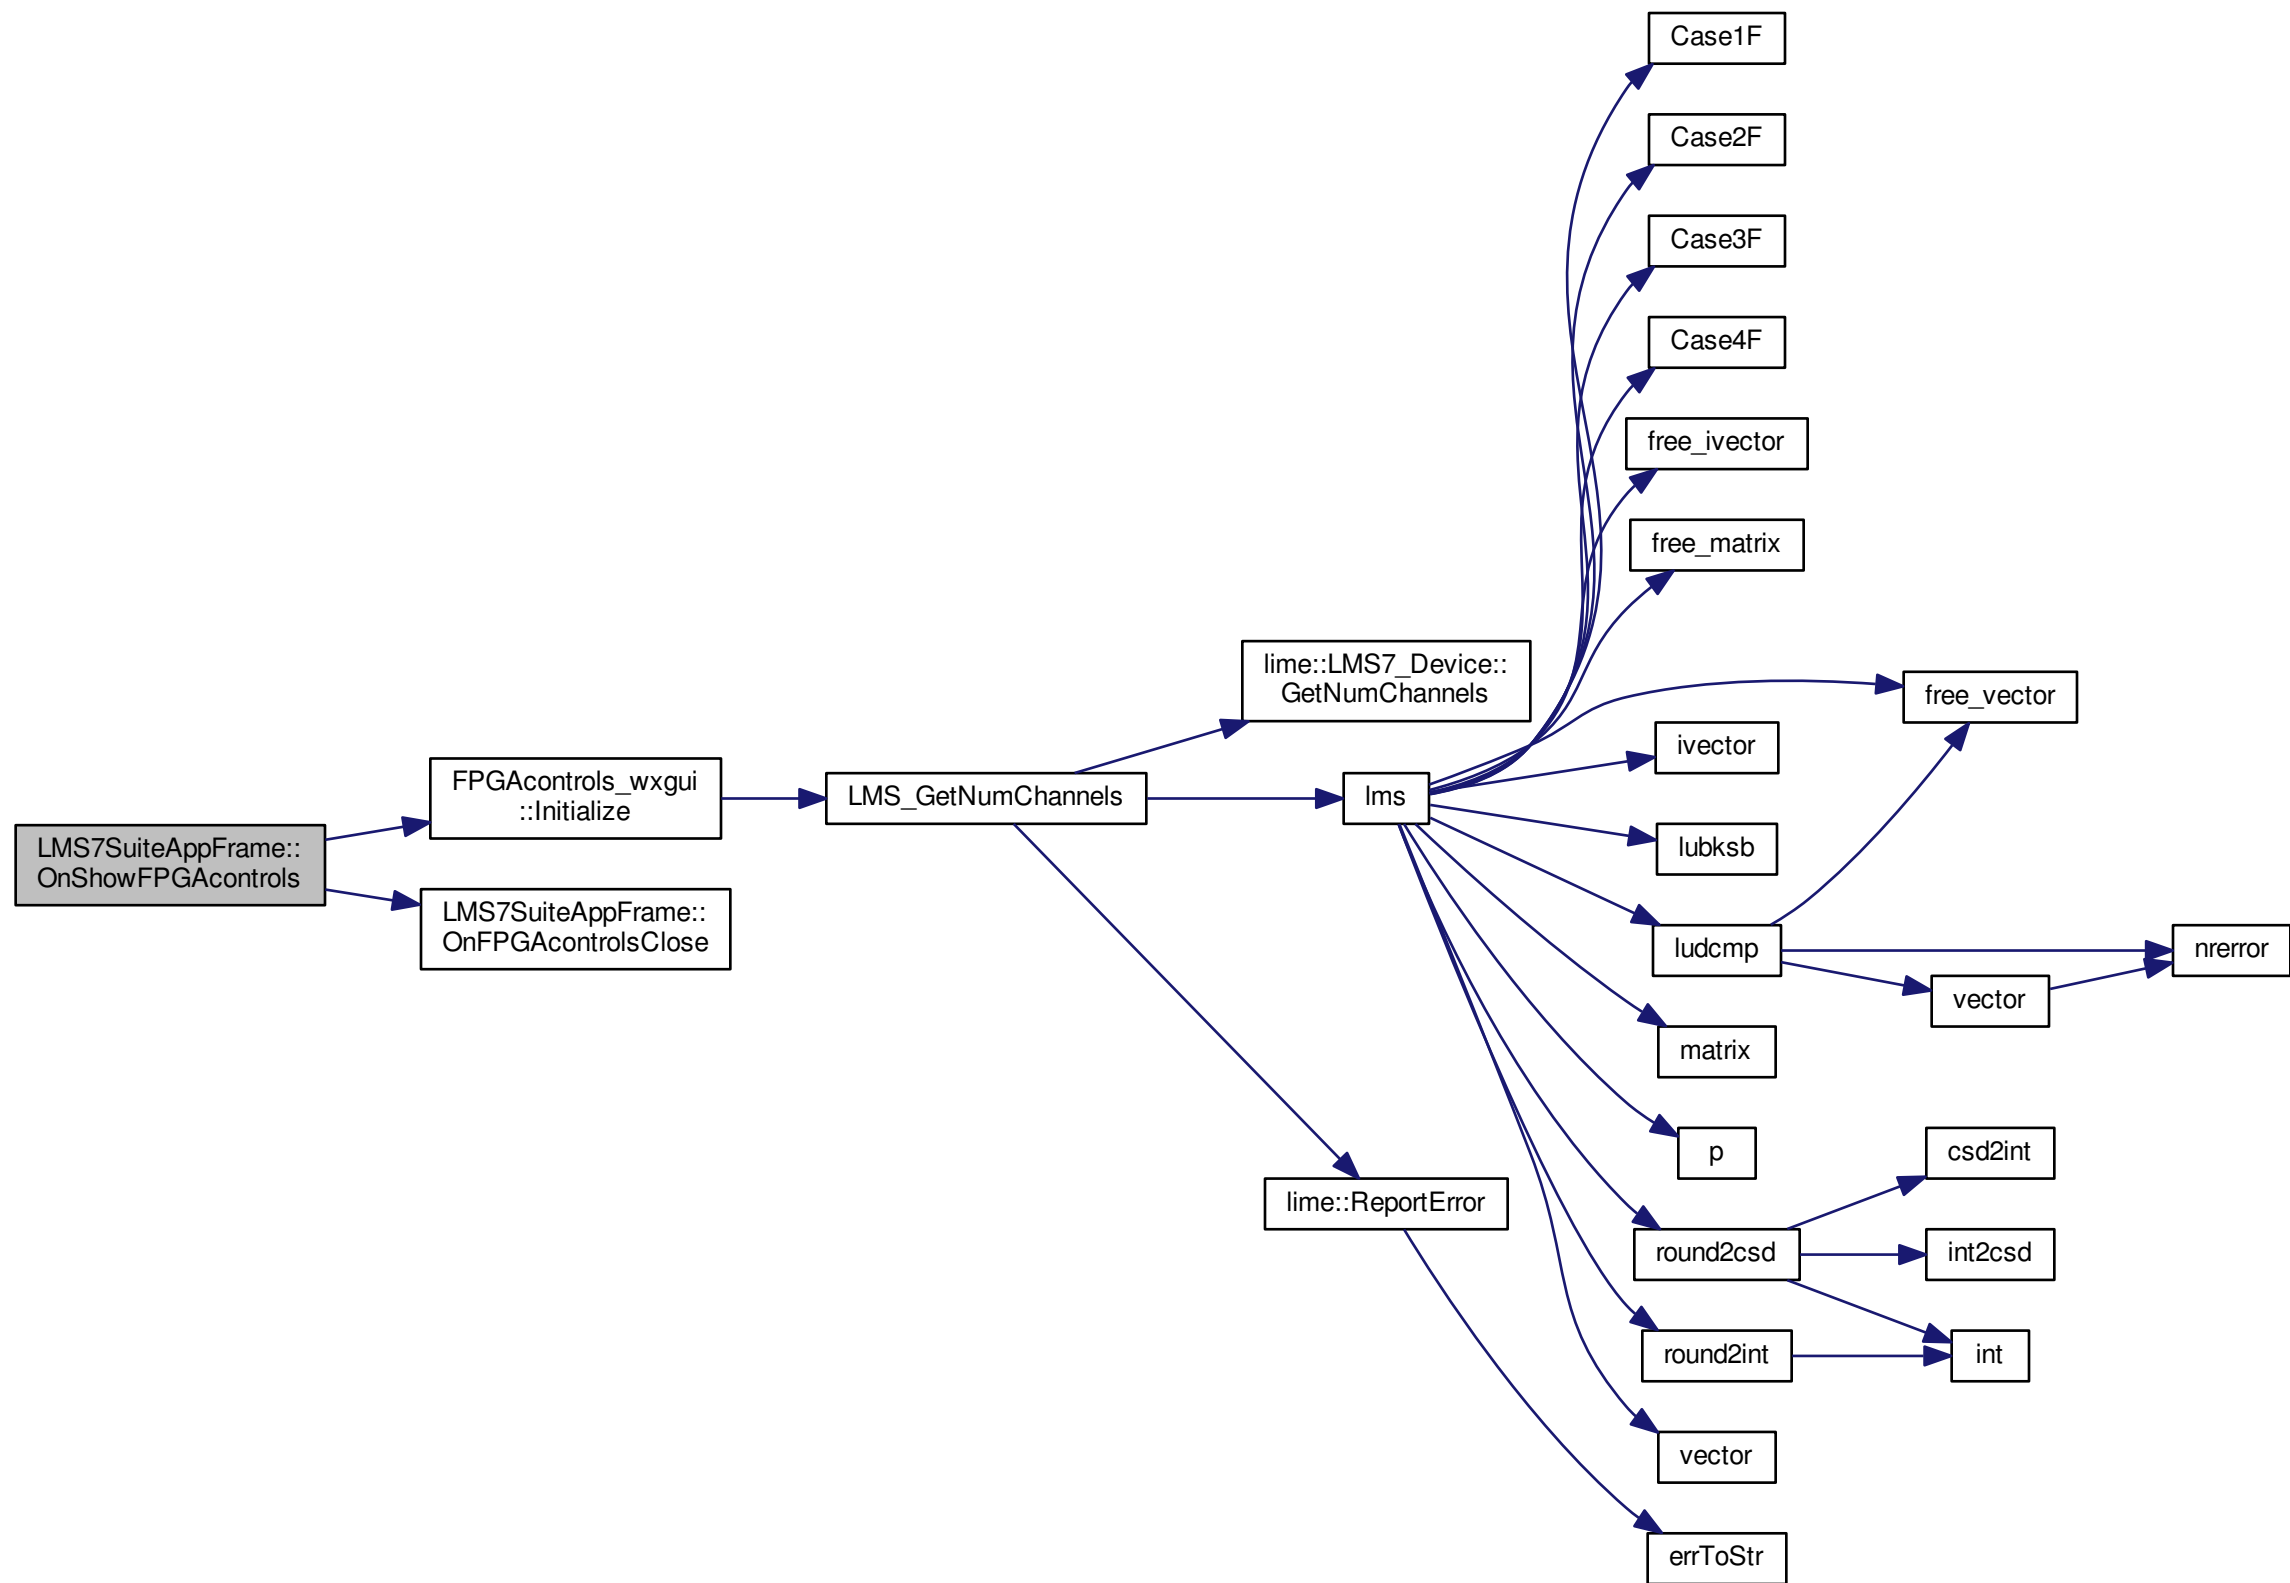 Case1F
Case2F
Case3F
Case4F
free_ivector
free_matrix
lime::LMS7_Device::
GetNumChannels
free_vector
ivector
FPGAcontrols_wxgui
::Initialize
LMS_GetNumChannels
lms
LMS7SuiteAppFrame::
OnShowFPGAcontrols
lubksb
LMS7SuiteAppFrame::
OnFPGAcontrolsClose
ludcmp
nrerror
vector
matrix
p
csd2int
lime::ReportError
round2csd
int2csd
round2int
int
vector
errToStr